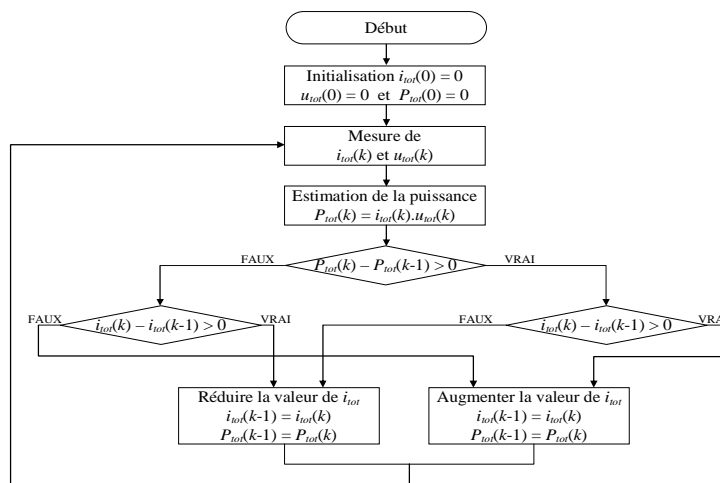 Début
Initialisation i_tot(0) = 0
u_tot(0) = 0 et P_tot(0) = 0
Mesure de
i_tot(k) et u_tot(k)
Estimation de la puissance
P_tot(k) = i_tot(k).u_tot(k)
FAUX
P_tot(k) – P_tot(k-1) > 0
VRAI
FAUX
i_tot(k) – i_tot(k-1) > 0
VRAI
FAUX
i_tot(k) – i_tot(k-1) > 0
VRA
Réduire la valeur de i_tot
i_tot(k-1) = i_tot(k)
P_tot(k-1) = P_tot(k)
Augmenter la valeur de i_tot
i_tot(k-1) = i_tot(k)
P_tot(k-1) = P_tot(k)